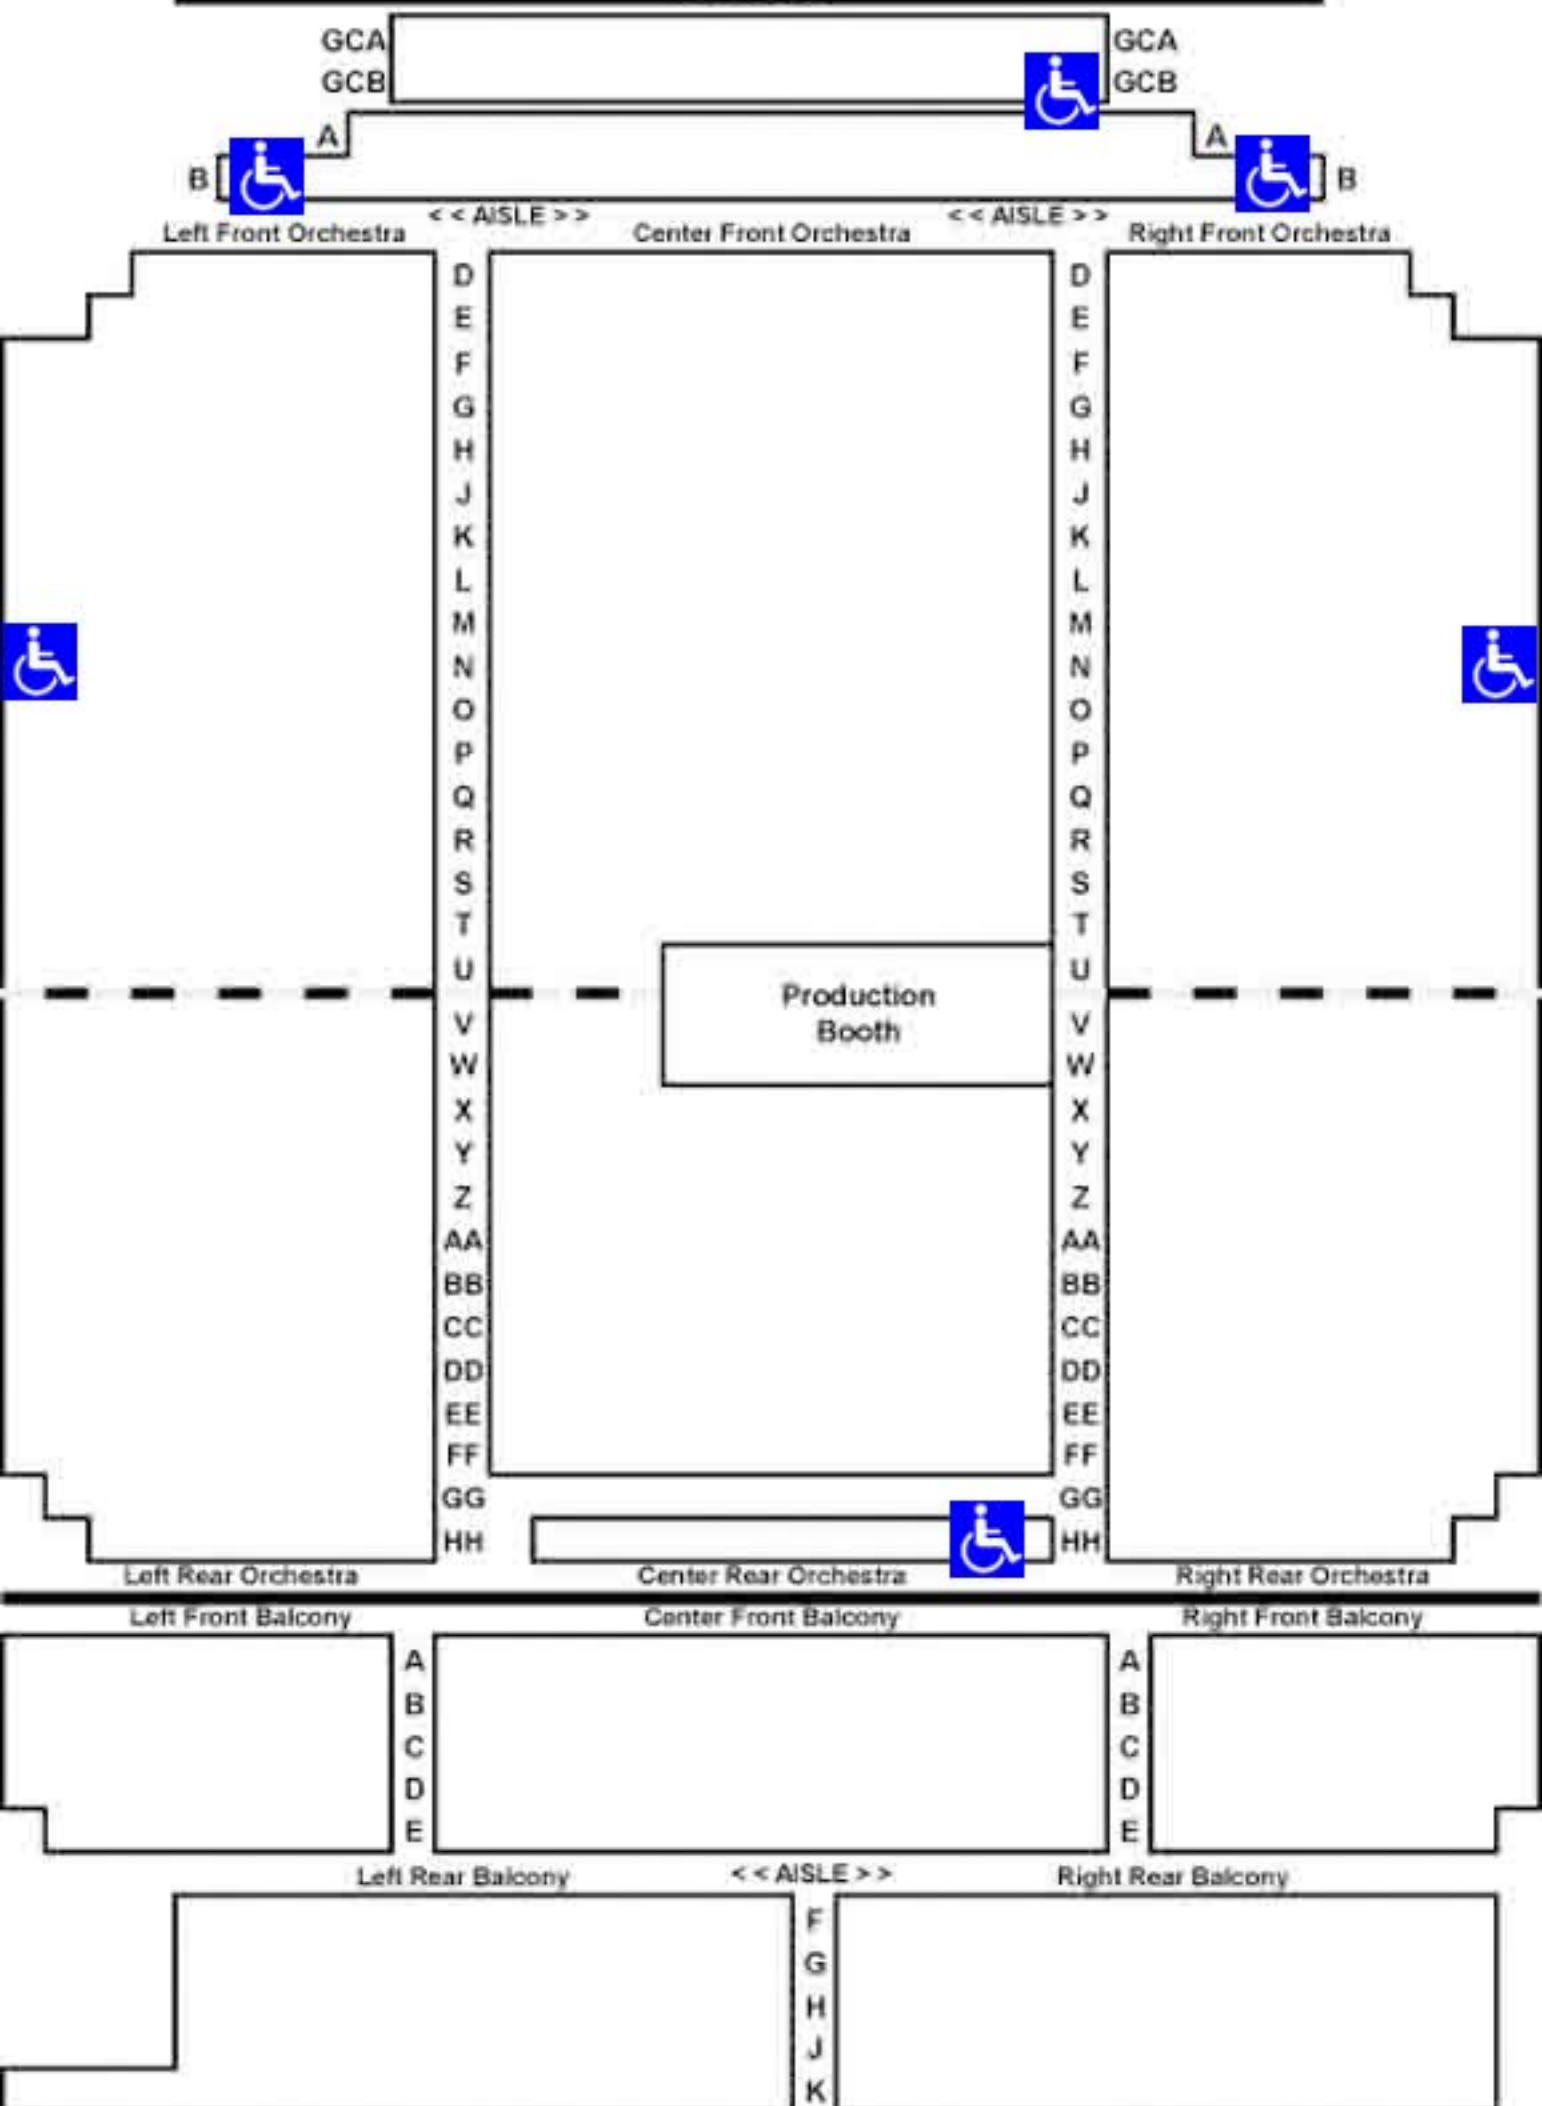 GCA GCA
GCB GCB
A A
B B
<< AISLE >> << AISLE >>
Left Front Orchestra Center Front Orchestra Right Front Orchestra
D D
E E
F F
G G
H H
J J
K K
L L
M M
N N
O O
P P
Q Q
R R
S S
T T
U U
Production
Booth
V V
W W
X X
Y Y
Z Z
AA AA
BB BB
CC CC
DD DD
EE EE
FF FF
GG GG
HH HH
Left Rear Orchestra Center Rear Orchestra Right Rear Orchestra
Left Front Balcony Center Front Balcony Right Front Balcony
A A
B B
C C
D D
E E
Left Rear Balcony << AISLE >> Right Rear Balcony
F
G
H
J
K